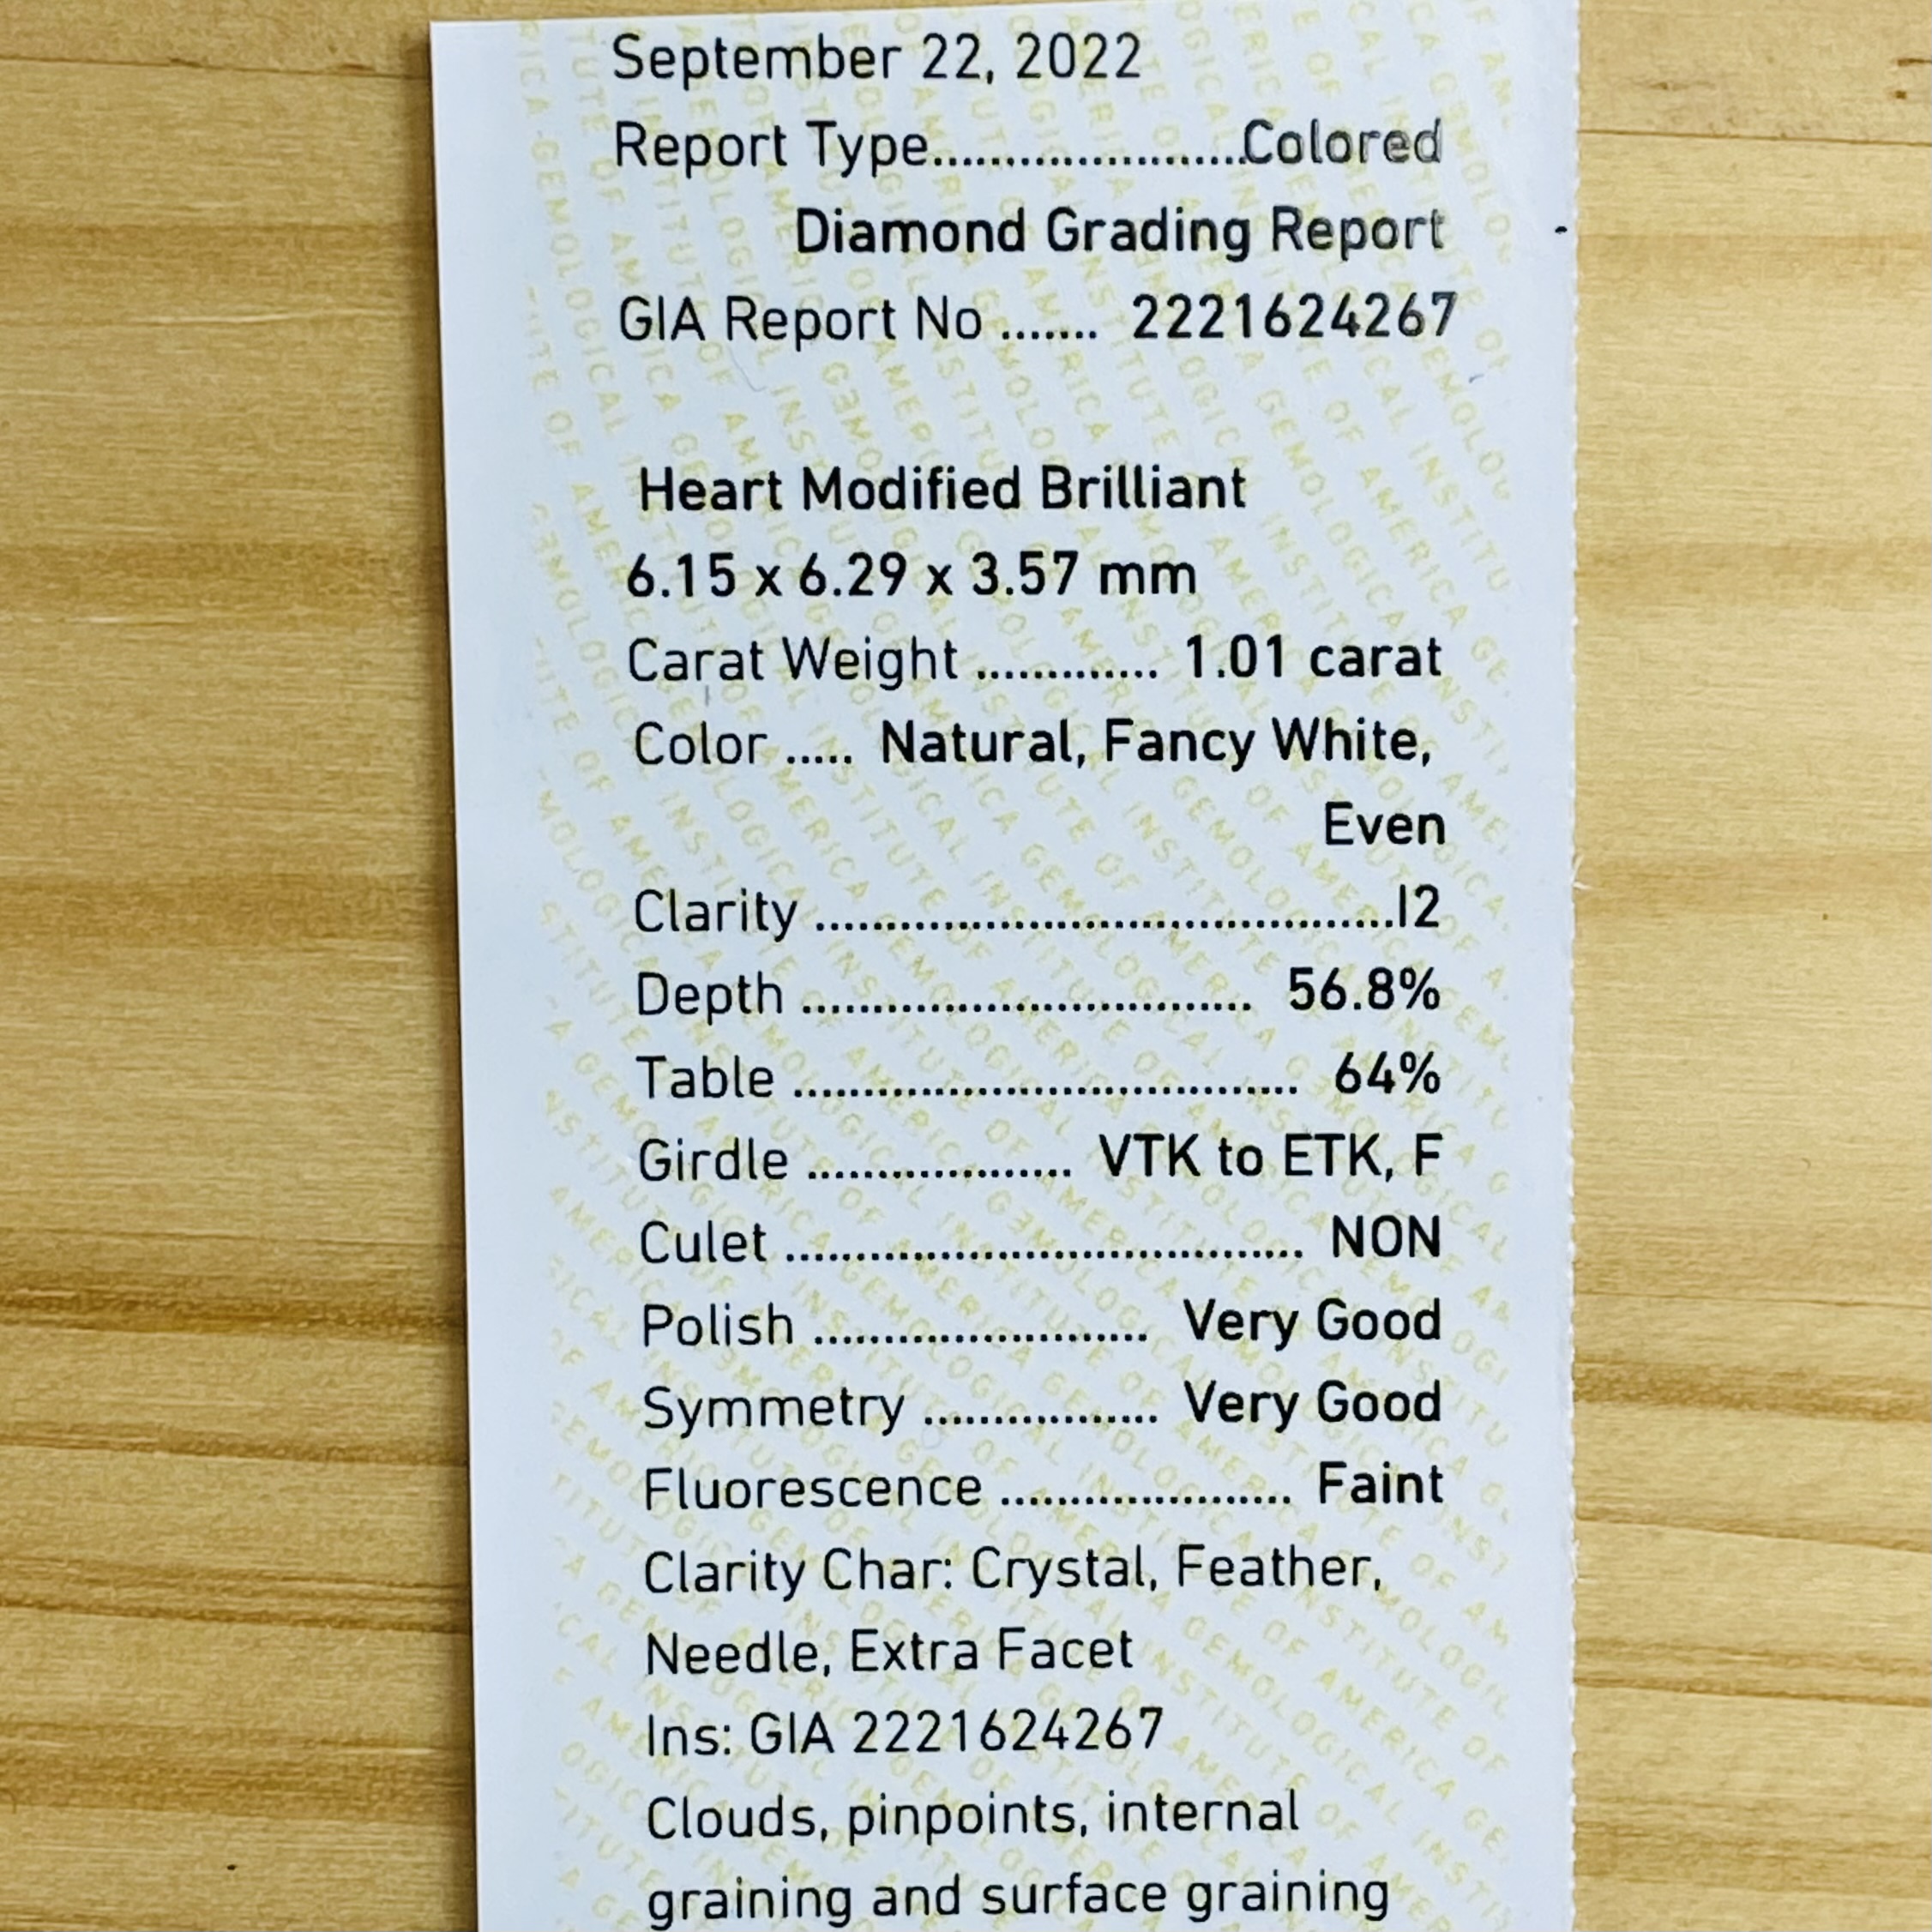 September 22, 2022
Report Type......................Colored
Diamond Grading Report
GIA Report No ....... 2221624267
Heart Modified Brilliant
6.15 x 6.29 x 3.57 mm
Carat Weight ............. 1.01 carat
Color ..... Natural, Fancy White,
Even
Clarity .........................................I2
Depth ................................ 56.8%
Table .................................... 64%
Girdle ................... VTK to ETK, F
Culet ..................................... NON
Polish ........................ Very Good
Symmetry ................. Very Good
Fluorescence ..................... Faint
Clarity Char: Crystal, Feather,
Needle, Extra Facet
Ins: GIA 2221624267
Clouds, pinpoints, internal
graining and surface graining